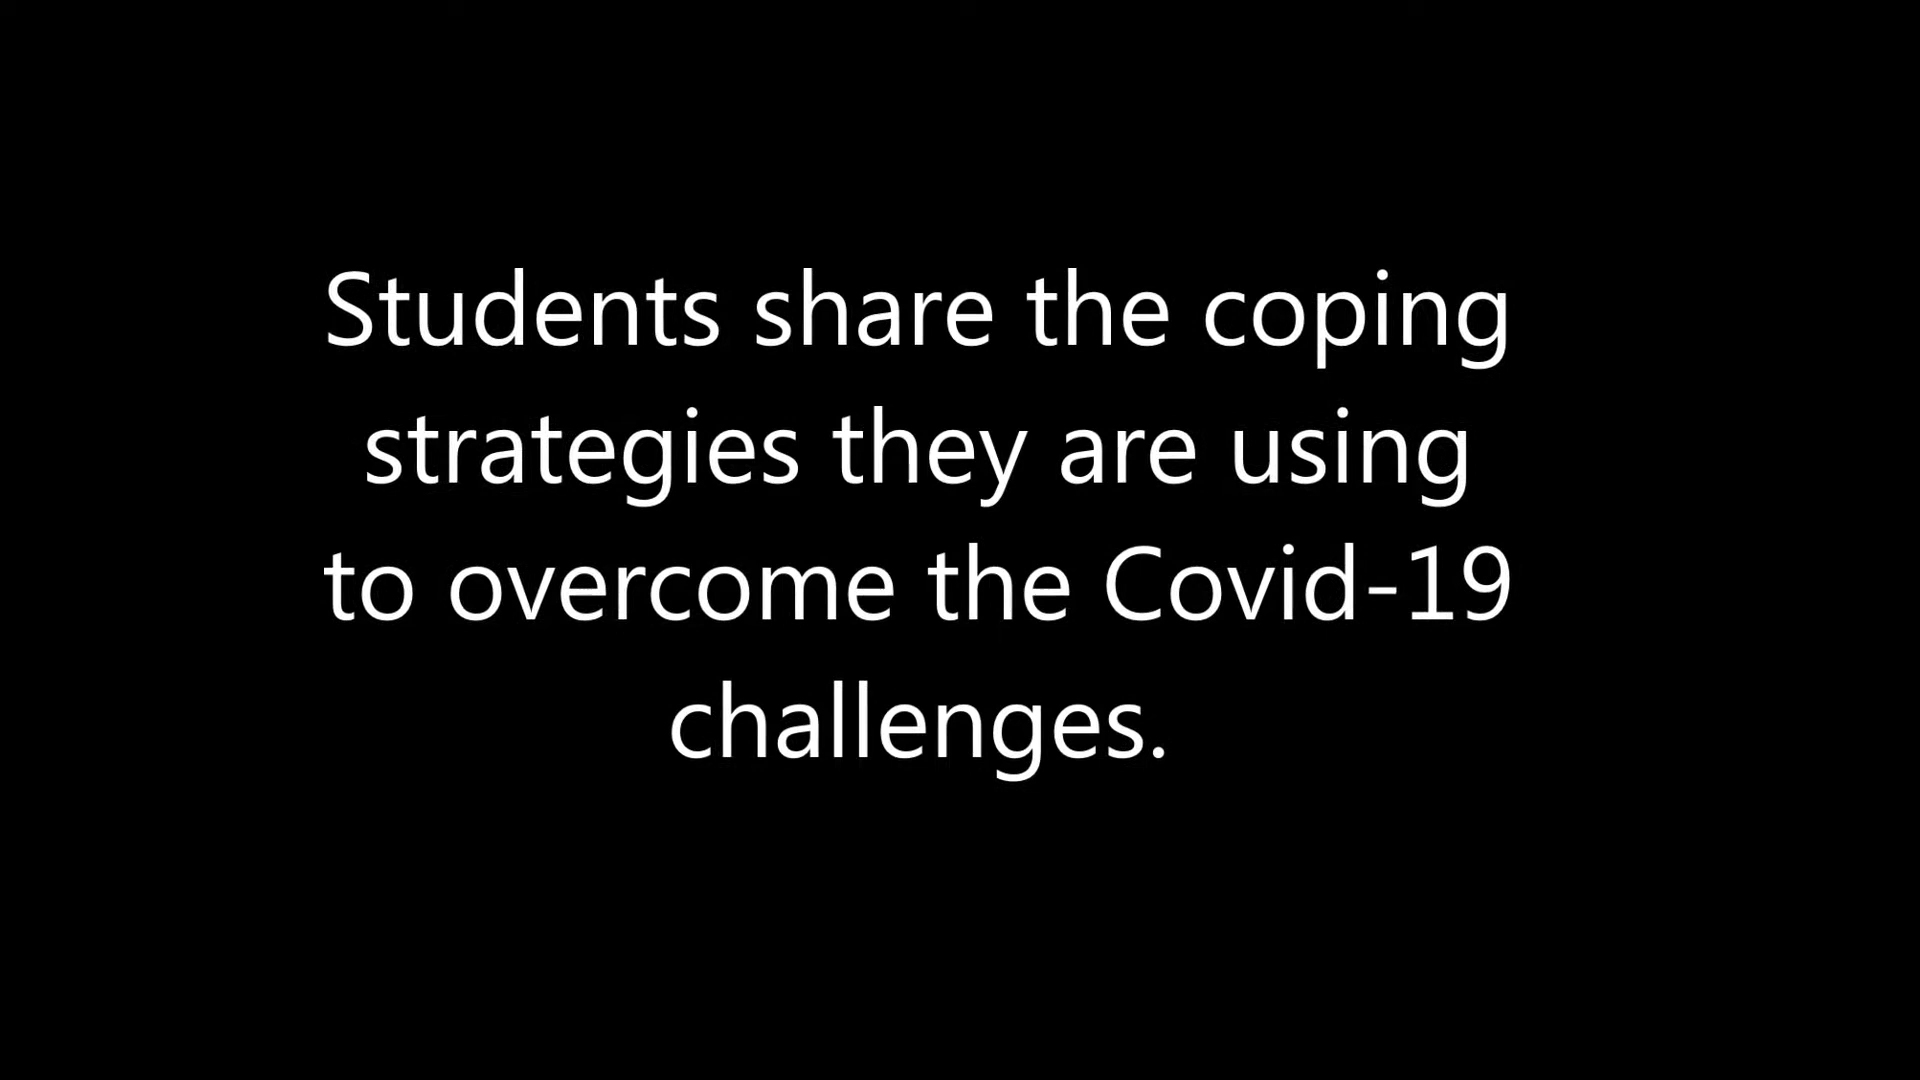 Students share the coping
strategies they are using
to overcome the Covid-19
challenges.